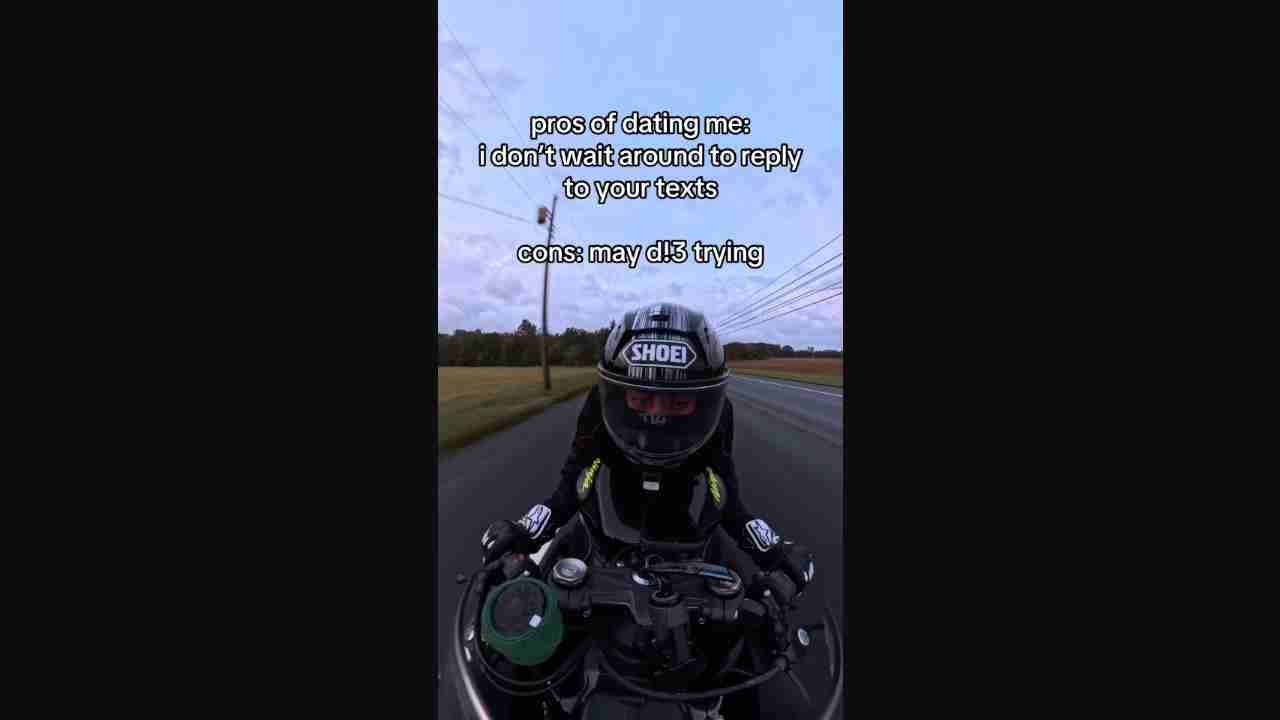 pros of dating me:
i don't wait around to reply
to your texts
cons: may d!3 trying
SHOEI